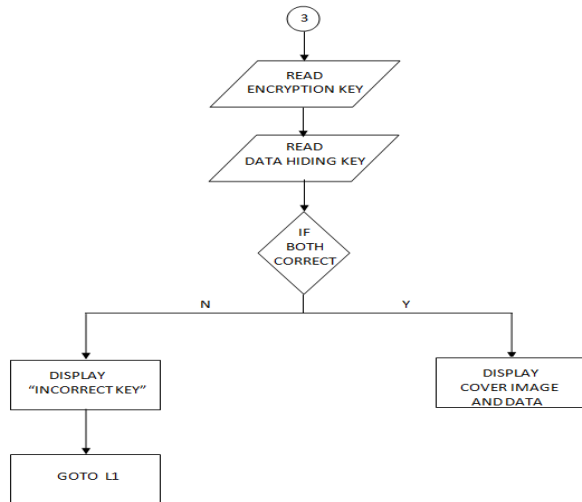 3
READ
ENCRYPTION KEY
READ
DATA HIDING KEY
IF
BOTH
CORRECT
N
Y
DISPLAY
“INCORRECT KEY”
DISPLAY
COVER IMAGE
AND DATA
GOTO L1